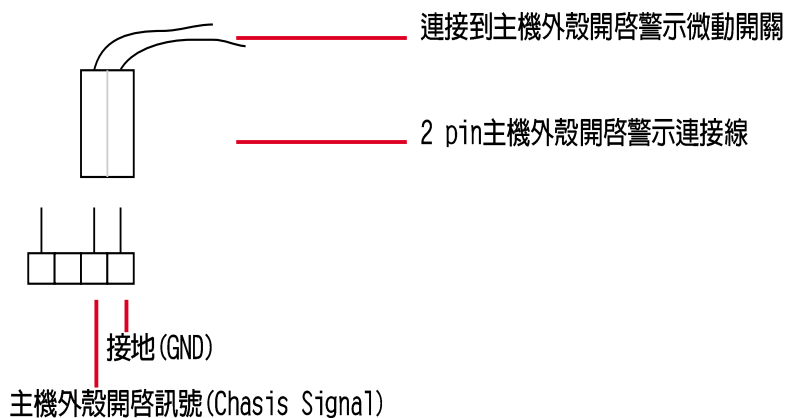 連接到主機外殼開啓警示微動開關
2 pin主機外殼開啓警示連接線
接地(GND)
主機外殼開啓訊號(Chasis Signal)